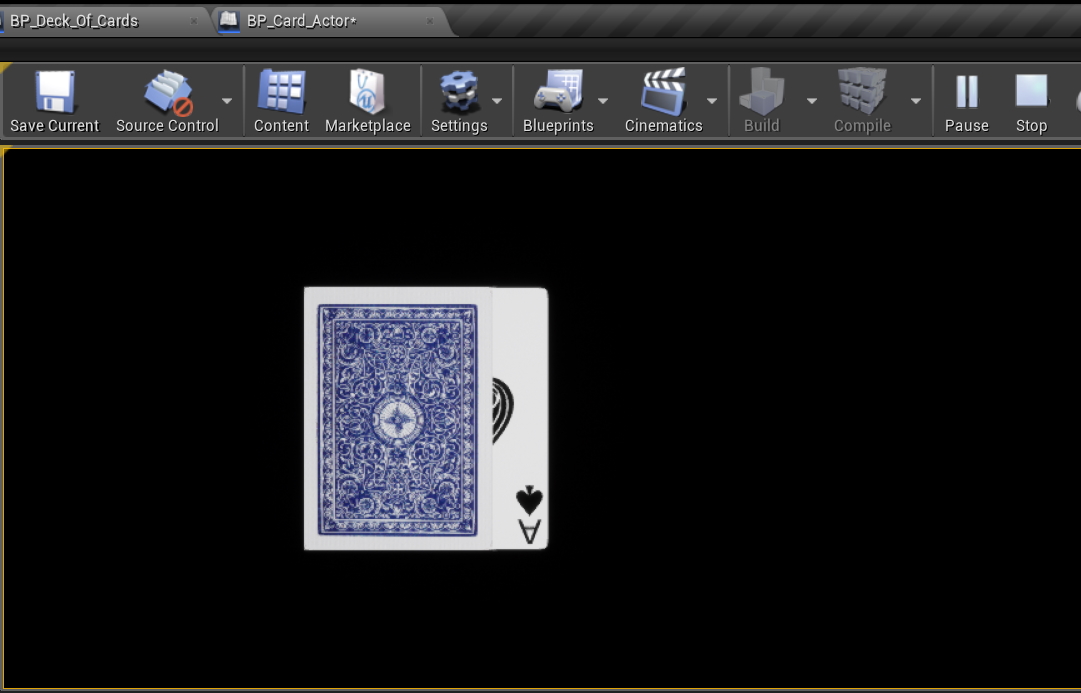 BP_Deck_Of_Cards
BP_Card_Actor*
Save Current
Source Control
Content
Marketplace
Settings
Blueprints
Cinematics
Build
Compile
Pause
Stop
A